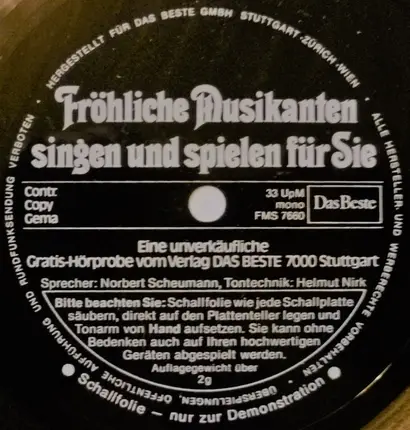 HERGESTELLT FÜR DAS BESTE GMBH STUTTGART·ZÜRICH·WIEN · ALLE HERSTELLER UND WERBERECHTE VORBEHALTEN · ÜBERSPIELUNGEN, ÖFFENTLICHE AUFFÜHRUNG UND RUNDFUNKSENDUNG VERBOTEN ·
Fröhliche Musikanten
singen und spielen für Sie
Contr.
Copy
Gema
33 UpM
mono
FMS 7660
Das Beste
Eine unverkäufliche
Gratis-Hörprobe vom Verlag DAS BESTE 7000 Stuttgart
Sprecher: Norbert Scheumann, Tontechnik: Helmut Nirk
Bitte beachten Sie: Schallfolie wie jede Schallplatte
säubern, direkt auf den Plattenteller legen und
Tonarm von Hand aufsetzen. Sie kann ohne
Bedenken auch auf Ihren hochwertigen
Geräten abgespielt werden.
Auflagegewicht über
2g
Schallfolie – nur zur Demonstration